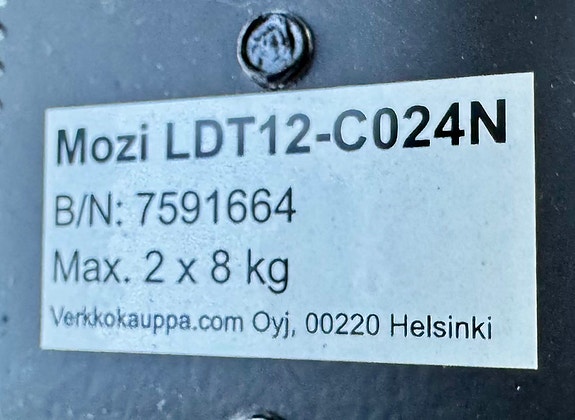 Mozi LDT12-C024N
B/N: 7591664
Max. 2 x 8 kg
Verkkokauppa.com Oyj, 00220 Helsinki